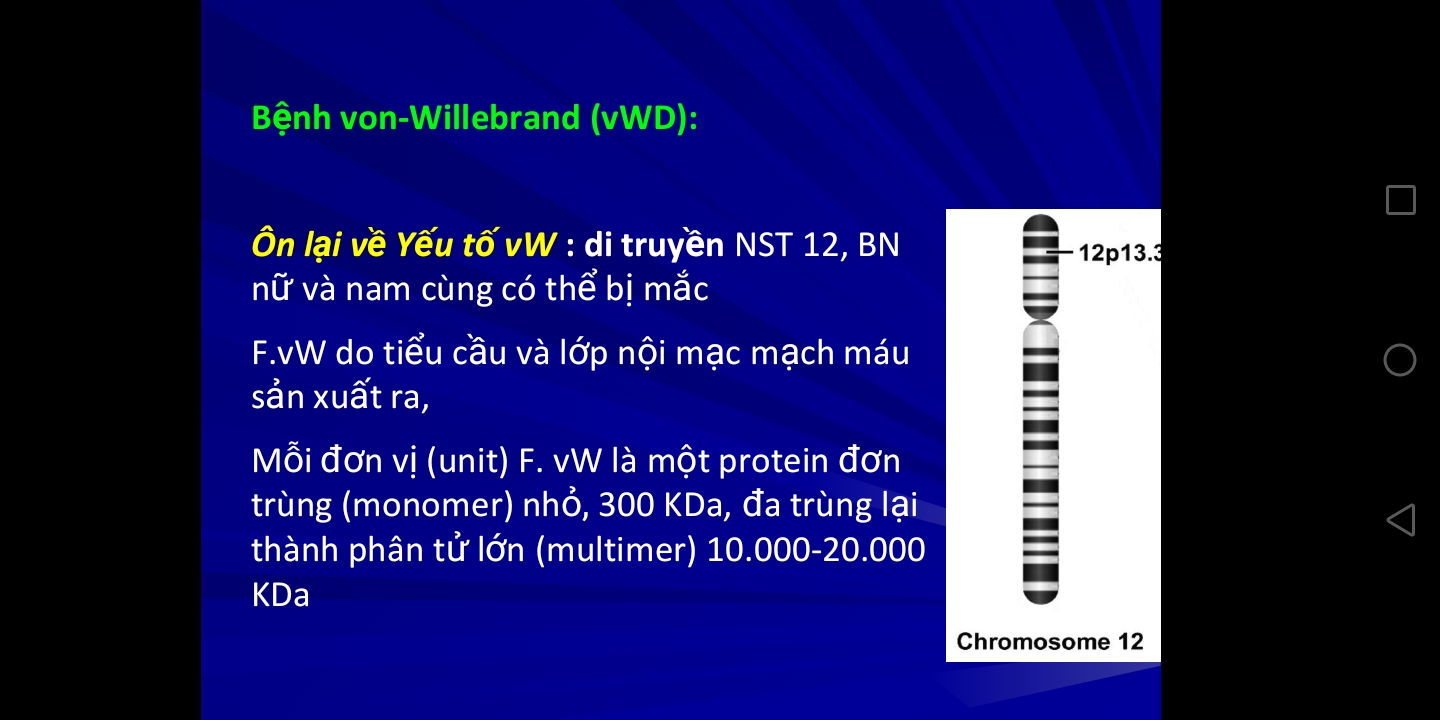 Bệnh von-Willebrand (vWD):
Ôn lại về Yếu tố vW : di truyền NST 12, BN
nữ và nam cùng có thể bị mắc
F.vW do tiểu cầu và lớp nội mạc mạch máu
sản xuất ra,
Mỗi đơn vị (unit) F. vW là một protein đơn
trùng (monomer) nhỏ, 300 KDa, đa trùng lại
thành phân tử lớn (multimer) 10.000-20.000
KDa
12p13.3
Chromosome 12